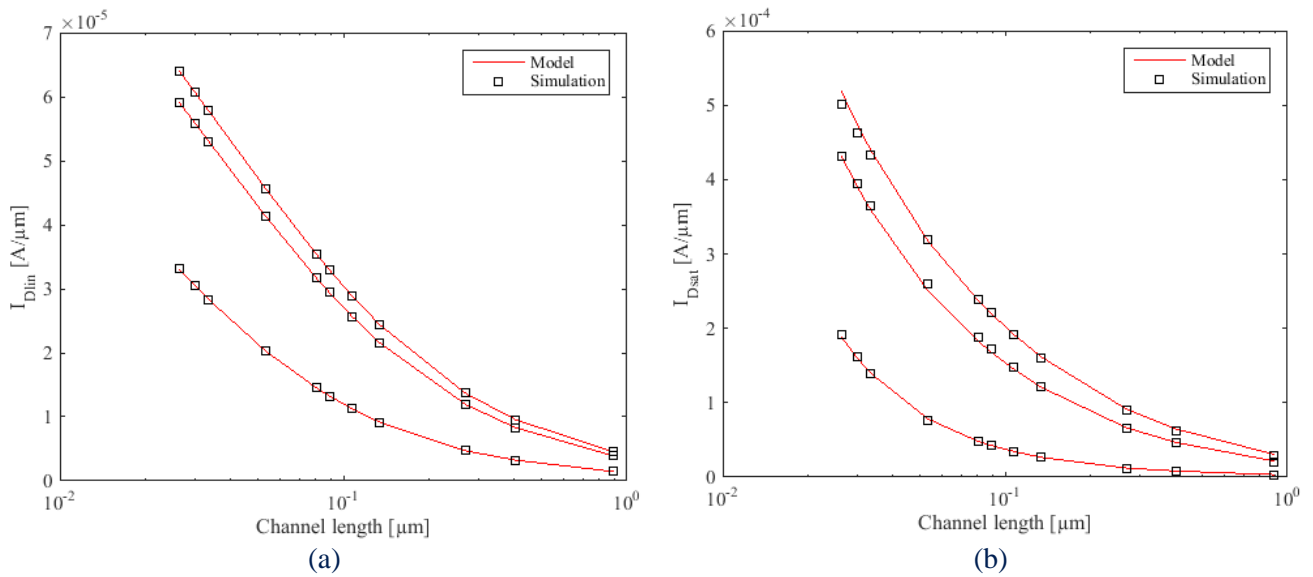 ×10⁻⁵
7
6
5
4
3
2
1
0
10⁻²
10⁻¹
10⁰
I_Dlin [A/µm]
Channel length [µm]
Model
Simulation
(a)
×10⁻⁴
6
5
4
3
2
1
0
10⁻²
10⁻¹
10⁰
I_Dsat [A/µm]
Channel length [µm]
Model
Simulation
(b)